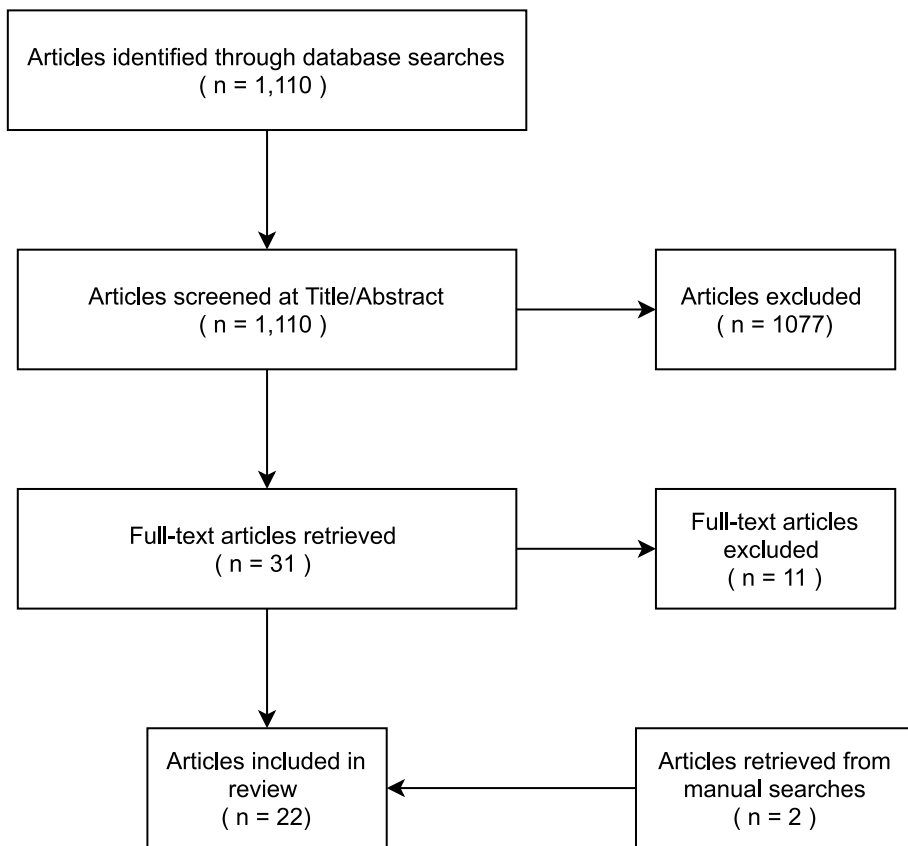 Articles identified through database searches
( n = 1,110 )
Articles screened at Title/Abstract
( n = 1,110 )
Articles excluded
( n = 1077)
Full-text articles retrieved
( n = 31 )
Full-text articles
excluded
( n = 11 )
Articles included in
review
( n = 22)
Articles retrieved from
manual searches
( n = 2 )